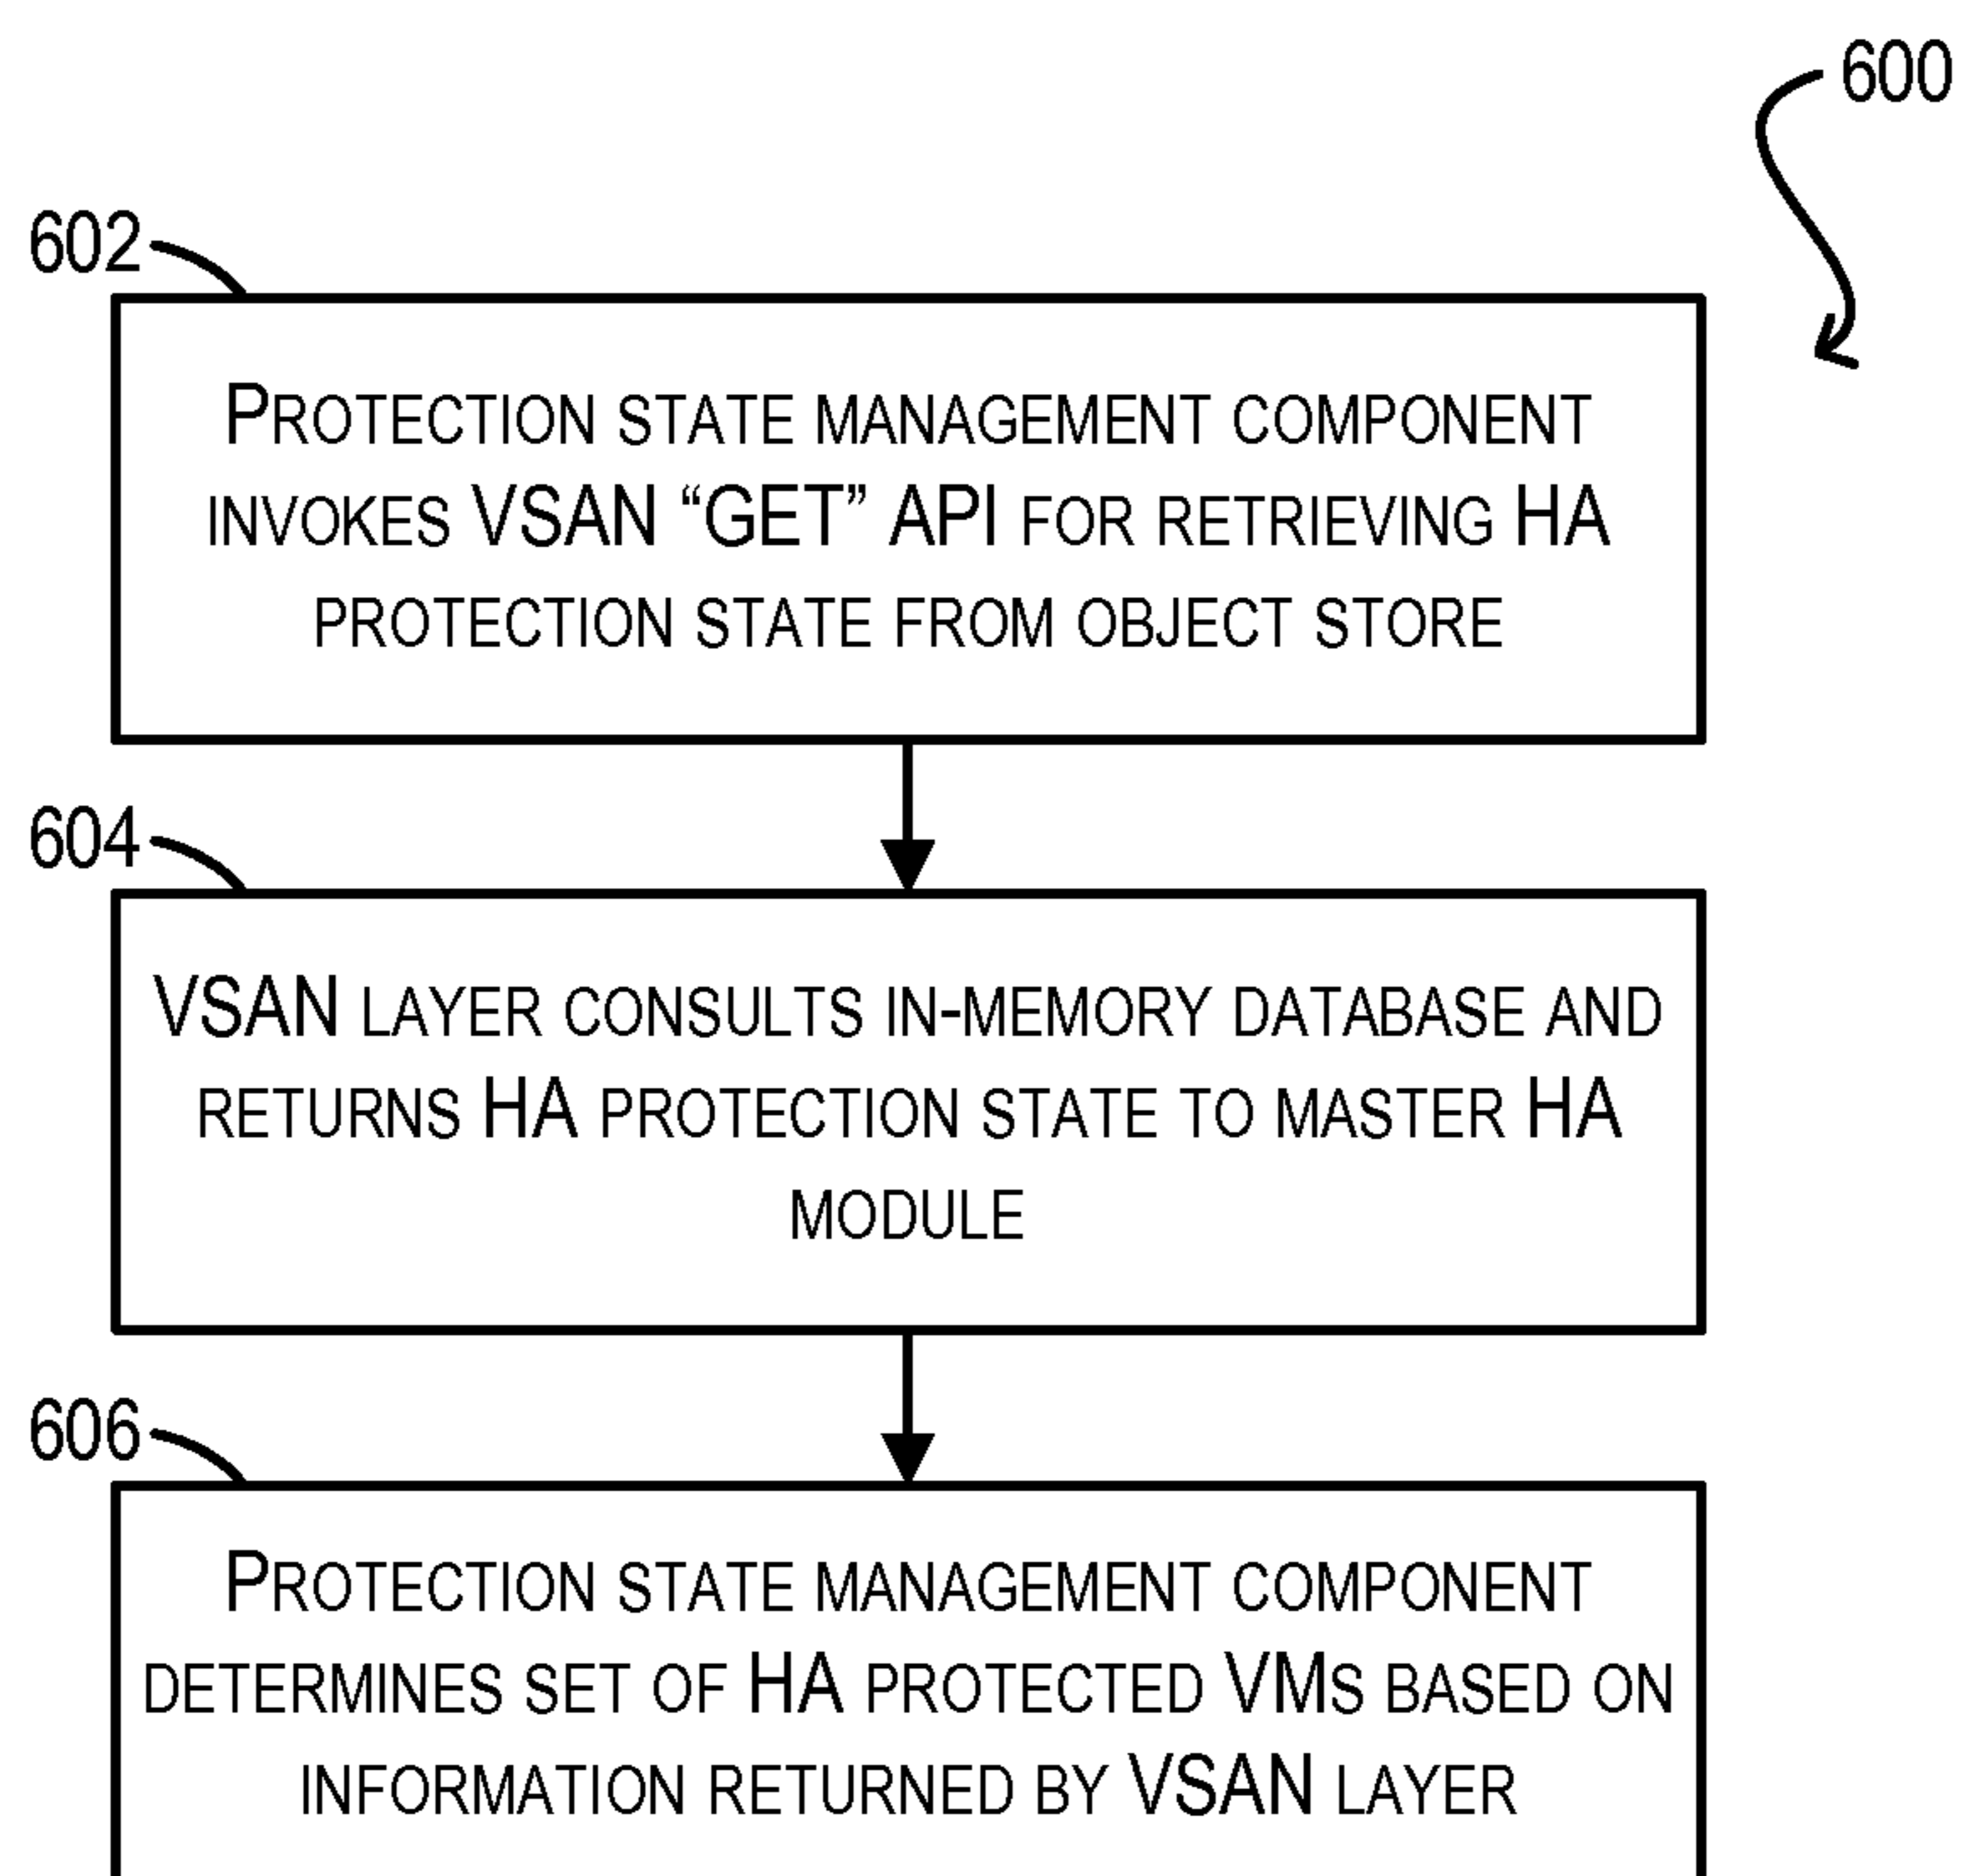 600
602
PROTECTION STATE MANAGEMENT COMPONENT
INVOKES VSAN “GET” API FOR RETRIEVING HA
PROTECTION STATE FROM OBJECT STORE
604
VSAN LAYER CONSULTS IN-MEMORY DATABASE AND
RETURNS HA PROTECTION STATE TO MASTER HA
MODULE
606
PROTECTION STATE MANAGEMENT COMPONENT
DETERMINES SET OF HA PROTECTED VMS BASED ON
INFORMATION RETURNED BY VSAN LAYER